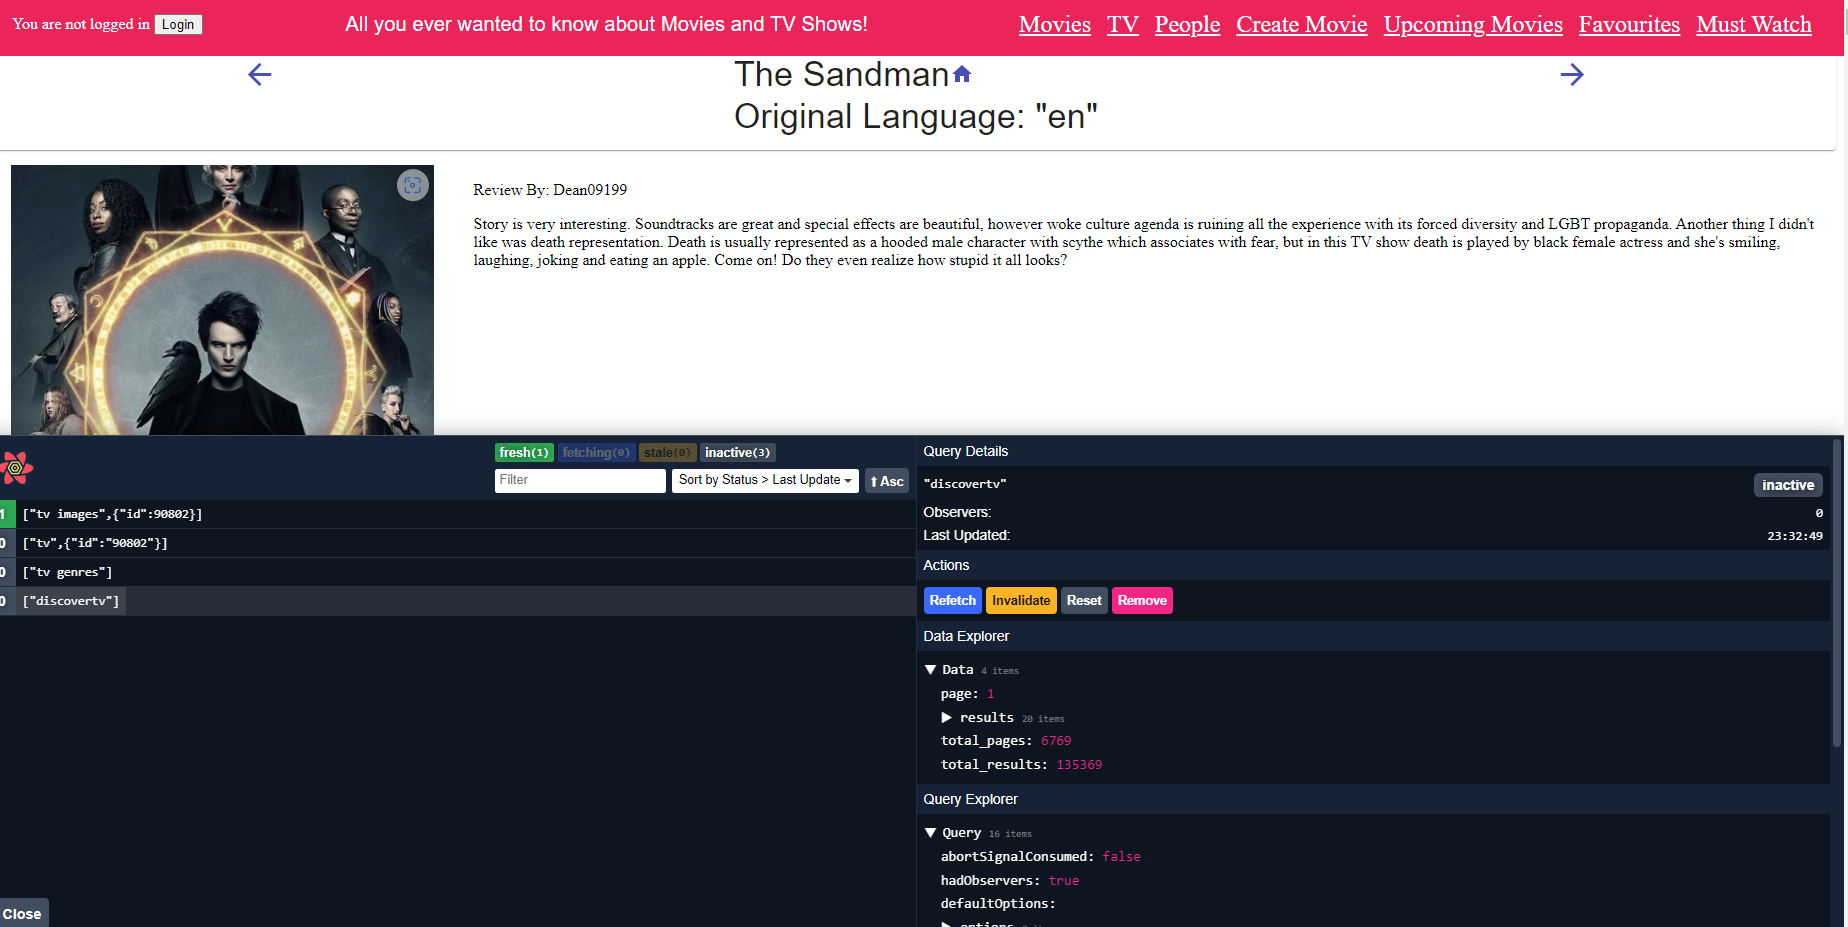 You are not logged in Login
All you ever wanted to know about Movies and TV Shows!
Movies TV People Create Movie Upcoming Movies Favourites Must Watch
The Sandman
Original Language: "en"
Review By: Dean09199
Story is very interesting. Soundtracks are great and special effects are beautiful, however woke culture agenda is ruining all the experience with its forced diversity and LGBT propaganda. Another thing I didn't
like was death representation. Death is usually represented as a hooded male character with scythe which associates with fear, but in this TV show death is played by black female actress and she's smiling,
laughing, joking and eating an apple. Come on! Do they even realize how stupid it all looks?
fresh(1) fetching(0) stale(0) inactive(3)
Filter Sort by Status > Last Update Asc
1 ["tv images",{"id":90802}]
0 ["tv",{"id":"90802"}]
0 ["tv genres"]
0 ["discovertv"]
Close
Query Details
"discovertv" inactive
Observers: 0
Last Updated: 23:32:49
Actions
Refetch Invalidate Reset Remove
Data Explorer
▼ Data 4 items
page: 1
▶ results 20 items
total_pages: 6769
total_results: 135369
Query Explorer
▼ Query 16 items
abortSignalConsumed: false
hadObservers: true
defaultOptions:
▶ options